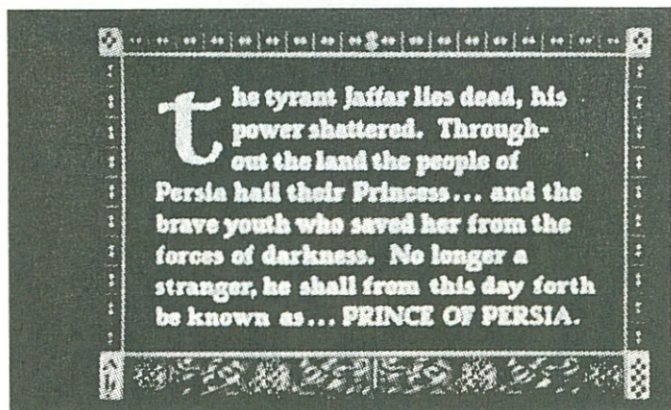 the tyrant Jaffar lies dead, his
power shattered. Through-
out the land the people of
Persia hail their Princess... and the
brave youth who saved her from the
forces of darkness. No longer a
stranger, he shall from this day forth
be known as... PRINCE OF PERSIA.